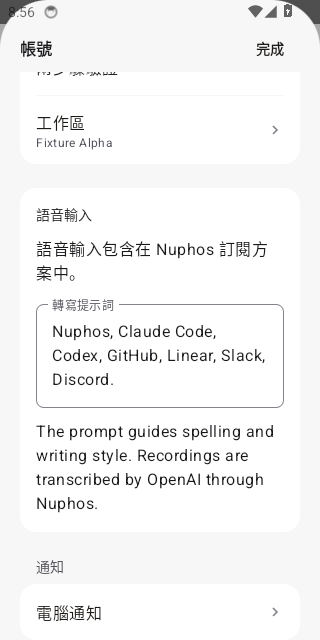 8:56
帳號
完成
工作區
Fixture Alpha
語音輸入
語音輸入包含在 Nuphos 訂閱方
案中。
轉寫提示詞
Nuphos, Claude Code,
Codex, GitHub, Linear, Slack,
Discord.
The prompt guides spelling and
writing style. Recordings are
transcribed by OpenAI through
Nuphos.
通知
電腦通知